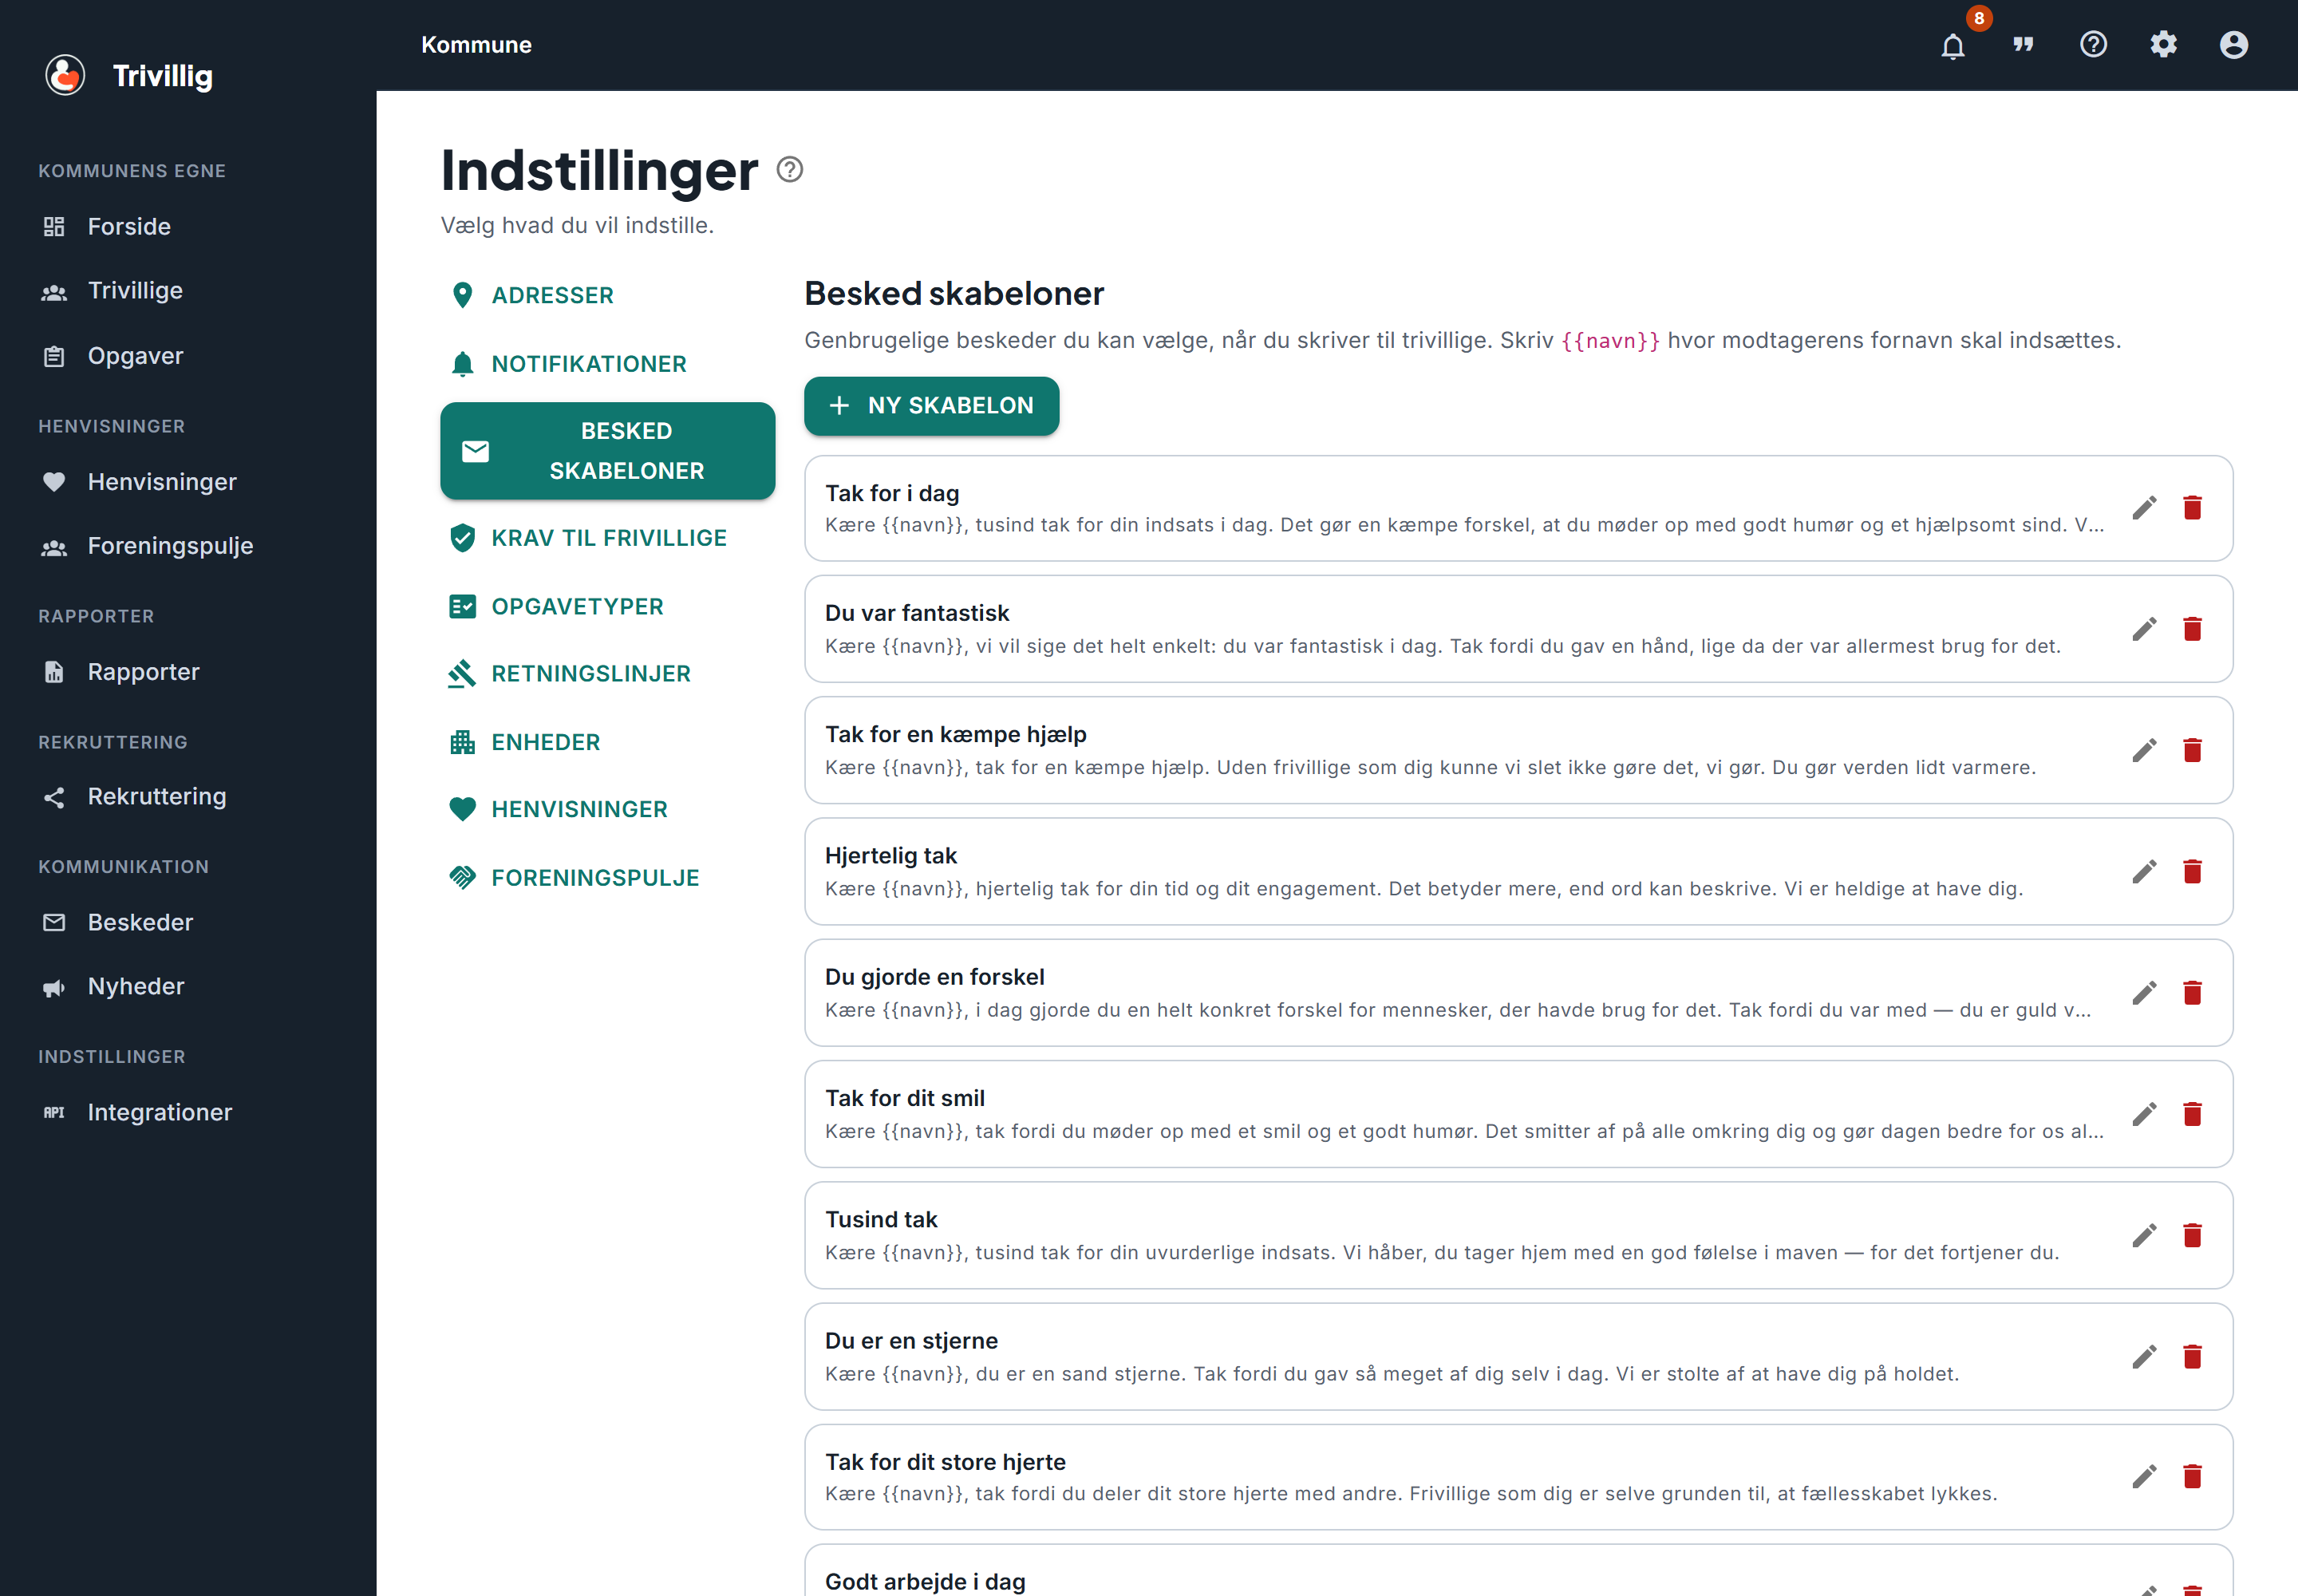 Trivillig
Kommune
8
KOMMUNENS EGNE
Forside
Trivillige
Opgaver
HENVISNINGER
Henvisninger
Foreningspulje
RAPPORTER
Rapporter
REKRUTTERING
Rekruttering
KOMMUNIKATION
Beskeder
Nyheder
INDSTILLINGER
API
Integrationer
Indstillinger
Vælg hvad du vil indstille.
ADRESSER
NOTIFIKATIONER
BESKED
SKABELONER
KRAV TIL FRIVILLIGE
OPGAVETYPER
RETNINGSLINJER
ENHEDER
HENVISNINGER
FORENINGSPULJE
Besked skabeloner
Genbrugelige beskeder du kan vælge, når du skriver til trivillige. Skriv {{navn}} hvor modtagerens fornavn skal indsættes.
NY SKABELON
Tak for i dag
Kære {{navn}}, tusind tak for din indsats i dag. Det gør en kæmpe forskel, at du møder op med godt humør og et hjælpsomt sind. V...
Du var fantastisk
Kære {{navn}}, vi vil sige det helt enkelt: du var fantastisk i dag. Tak fordi du gav en hånd, lige da der var allermest brug for det.
Tak for en kæmpe hjælp
Kære {{navn}}, tak for en kæmpe hjælp. Uden frivillige som dig kunne vi slet ikke gøre det, vi gør. Du gør verden lidt varmere.
Hjertelig tak
Kære {{navn}}, hjertelig tak for din tid og dit engagement. Det betyder mere, end ord kan beskrive. Vi er heldige at have dig.
Du gjorde en forskel
Kære {{navn}}, i dag gjorde du en helt konkret forskel for mennesker, der havde brug for det. Tak fordi du var med — du er guld v...
Tak for dit smil
Kære {{navn}}, tak fordi du møder op med et smil og et godt humør. Det smitter af på alle omkring dig og gør dagen bedre for os al...
Tusind tak
Kære {{navn}}, tusind tak for din uvurderlige indsats. Vi håber, du tager hjem med en god følelse i maven — for det fortjener du.
Du er en stjerne
Kære {{navn}}, du er en sand stjerne. Tak fordi du gav så meget af dig selv i dag. Vi er stolte af at have dig på holdet.
Tak for dit store hjerte
Kære {{navn}}, tak fordi du deler dit store hjerte med andre. Frivillige som dig er selve grunden til, at fællesskabet lykkes.
Godt arbejde i dag